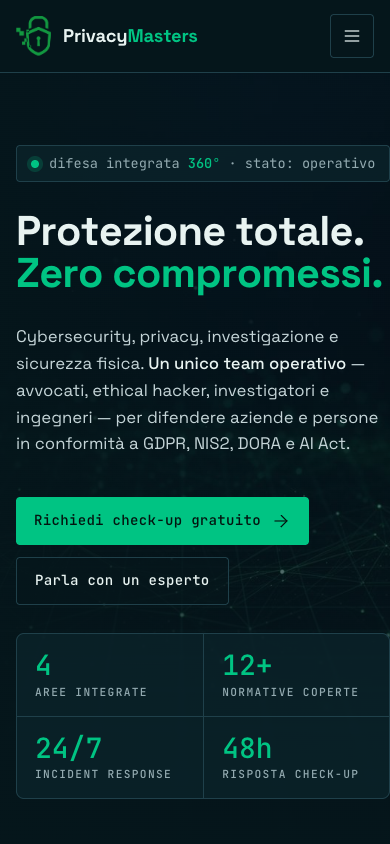 PrivacyMasters
difesa integrata 360° · stato: operativo
Protezione totale.
Zero compromessi.
Cybersecurity, privacy, investigazione e
sicurezza fisica. Un unico team operativo —
avvocati, ethical hacker, investigatori e
ingegneri — per difendere aziende e persone
in conformità a GDPR, NIS2, DORA e AI Act.
Richiedi check-up gratuito →
Parla con un esperto
4
AREE INTEGRATE
12+
NORMATIVE COPERTE
24/7
INCIDENT RESPONSE
48h
RISPOSTA CHECK-UP